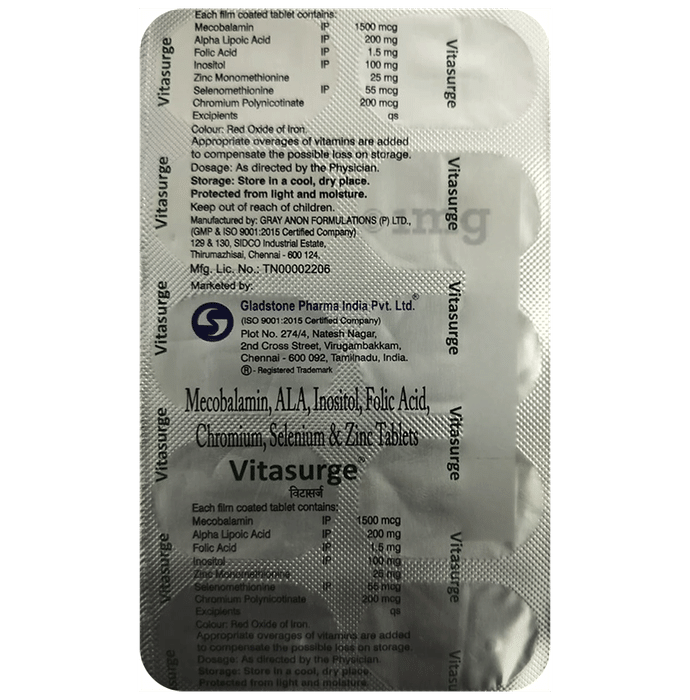 Each film coated tablet contains:
Mecobalamin IP 1500 mcg
Alpha Lipoic Acid IP 200 mg
Folic Acid IP 1.5 mg
Inositol IP 100 mg
Zinc Monomethionine 25 mg
Selenomethionine IP 55 mcg
Chromium Polynicotinate 200 mcg
Excipients qs
Colour: Red Oxide of Iron.
Appropriate overages of vitamins are added
to compensate the possible loss on storage.
Dosage: As directed by the Physician.
Storage: Store in a cool, dry place.
Protected from light and moisture.
Keep out of reach of children.
Manufactured by: GRAY ANON FORMULATIONS (P) LTD.,
(GMP & ISO 9001:2015 Certified Company)
129 & 130, SIDCO Industrial Estate,
Thirumazhisai, Chennai - 600 124.
Mfg. Lic. No.: TN00002206
Marketed by:
Gladstone Pharma India Pvt. Ltd.®
(ISO 9001:2015 Certified Company)
Plot No. 274/4, Natesh Nagar,
2nd Cross Street, Virugambakkam,
Chennai - 600 092, Tamilnadu, India.
® - Registered Trademark
Mecobalamin, ALA, Inositol, Folic Acid,
Chromium, Selenium & Zinc Tablets
Vitasurge®
विटासर्ज
Each film coated tablet contains:
Mecobalamin IP 1500 mcg
Alpha Lipoic Acid IP 200 mg
Folic Acid IP 1.5 mg
Inositol IP 100 mg
Zinc Monomethionine 25 mg
Selenomethionine IP 55 mcg
Chromium Polynicotinate 200 mcg
Excipients qs
Colour: Red Oxide of Iron.
Appropriate overages of vitamins are added
to compensate the possible loss on storage.
Dosage: As directed by the Physician.
Storage: Store in a cool, dry place.
Protected from light and moisture.
Vitasurge
Vitasurge
Vitasurge
Vitasurge
Vitasurge
Vitasurge
Vitasurge
Vitasurge
Vitasurge
Vitasurge
1mg